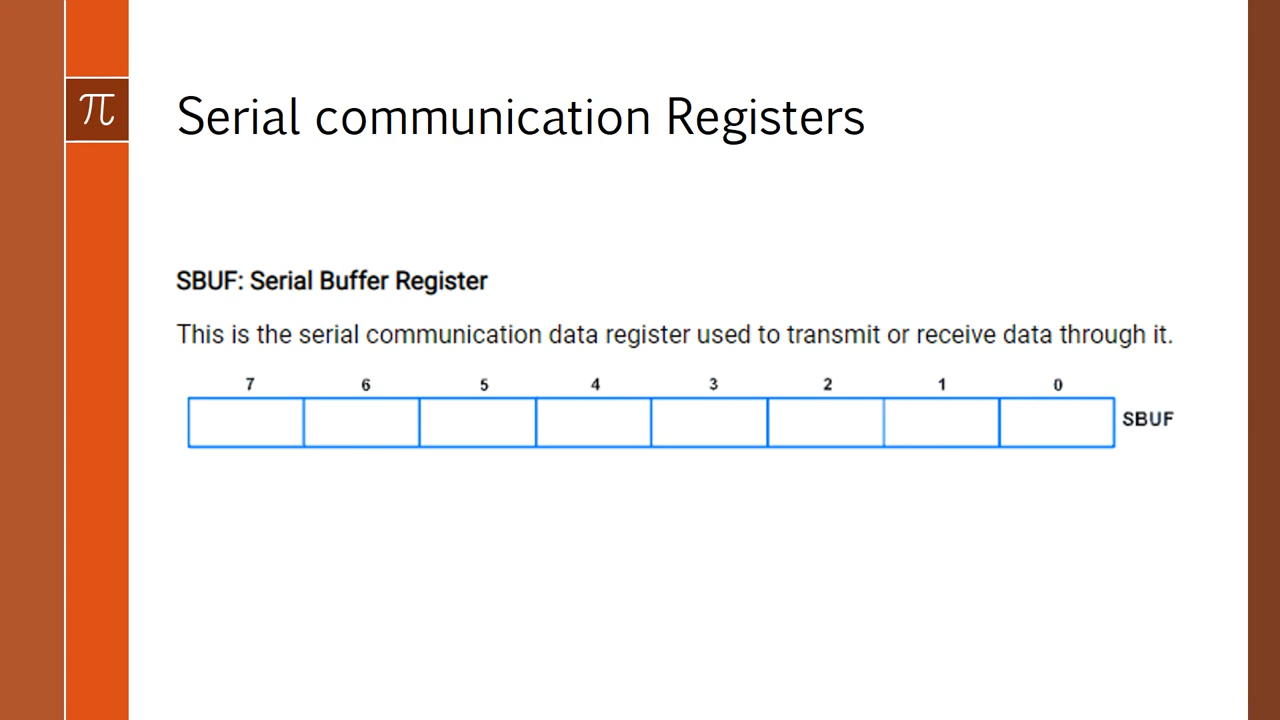 π
Serial communication Registers
SBUF: Serial Buffer Register
This is the serial communication data register used to transmit or receive data through it.
7 6 5 4 3 2 1 0
SBUF